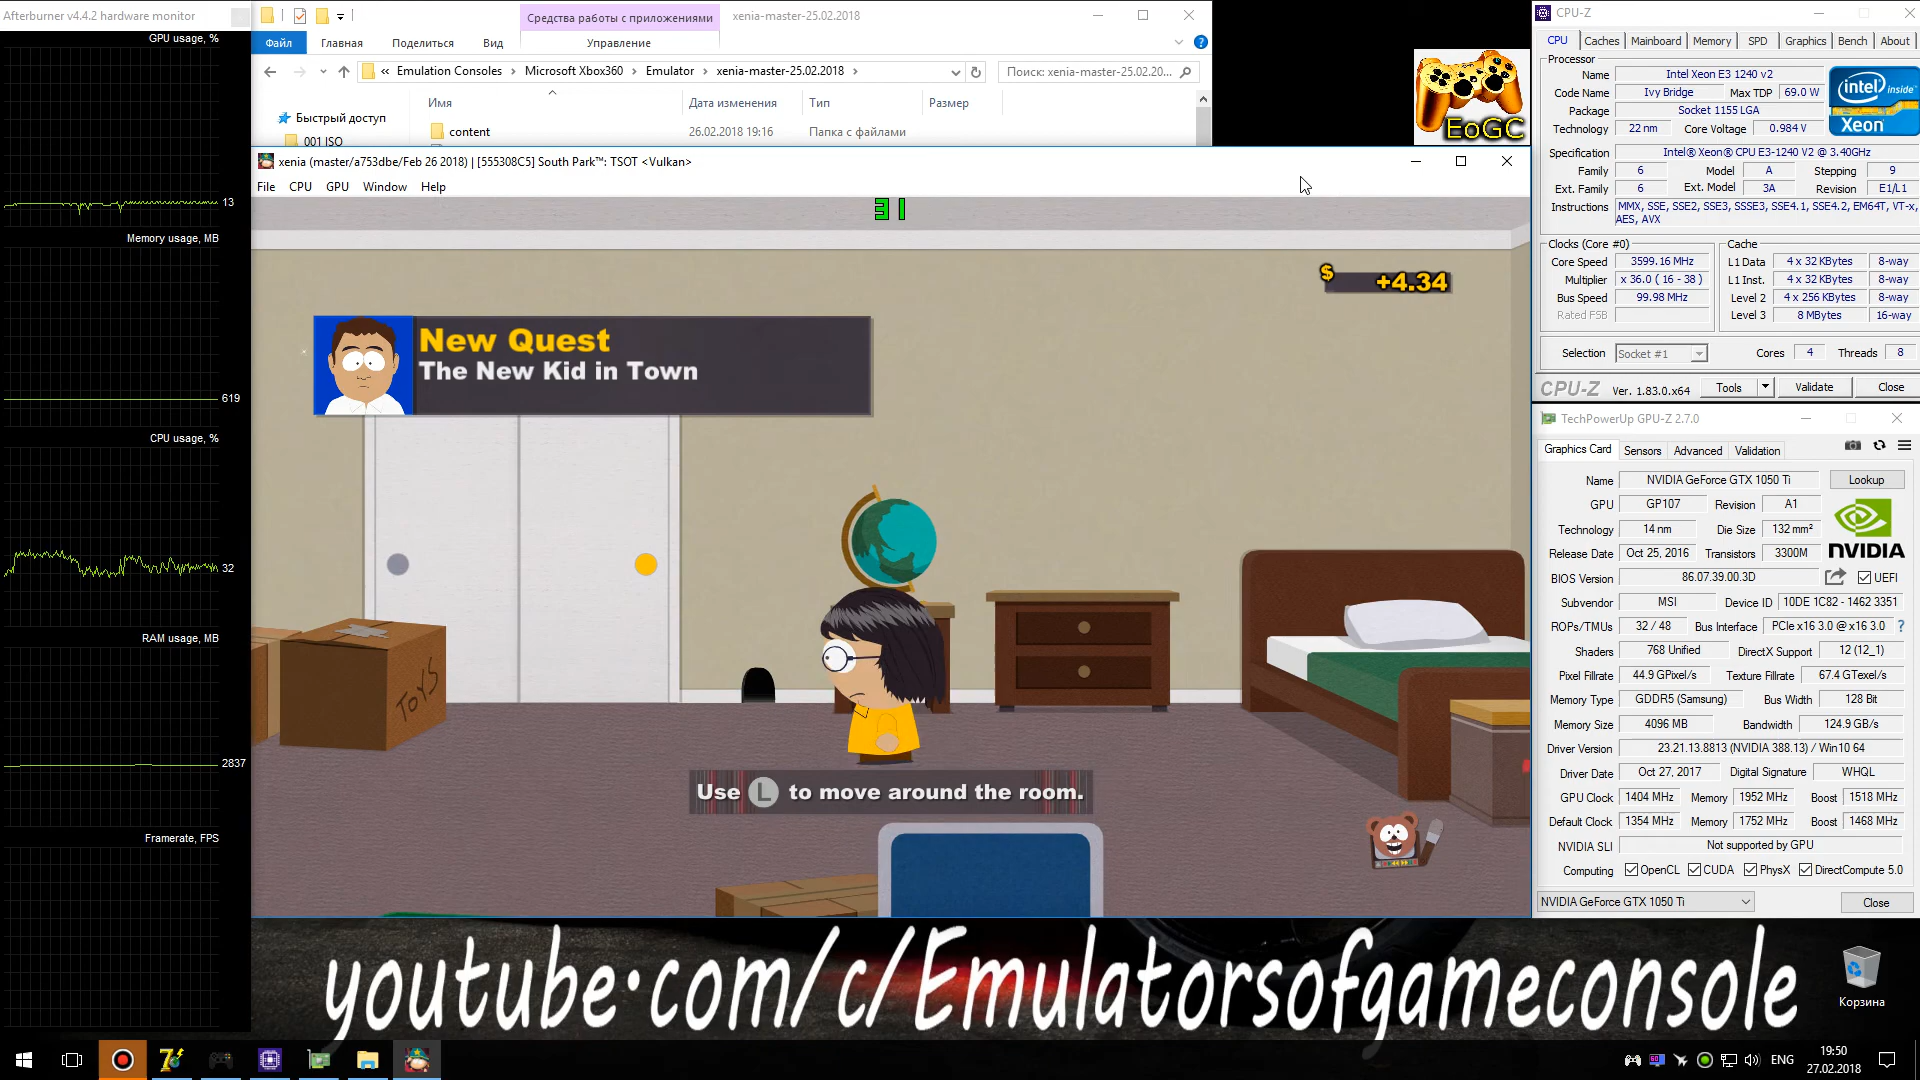 Afterburner v4.4.2 hardware monitor
GPU usage, %
13
Memory usage, MB
619
CPU usage, %
32
RAM usage, MB
2837
Framerate, FPS
Средства работы с приложениями
xenia-master-25.02.2018
Файл
Главная
Поделиться
Вид
Управление
« Emulation Consoles > Microsoft Xbox360 > Emulator > xenia-master-25.02.2018 >
Поиск: xenia-master-25.02.20...
Быстрый доступ
001 ISO
Имя
Дата изменения
Тип
Размер
content
26.02.2018 19:16
Папка с файлами
EoGC
xenia (master/a753dbe/Feb 26 2018) | [555308C5] South Park™: TSOT <Vulkan>
File CPU GPU Window Help
31
$ +4.34
New Quest
The New Kid in Town
TOYS
Use L to move around the room.
CPU-Z
CPU Caches Mainboard Memory SPD Graphics Bench About
Processor
Name Intel Xeon E3 1240 v2
Code Name Ivy Bridge Max TDP 69.0 W
Package Socket 1155 LGA
Technology 22 nm Core Voltage 0.984 V
intel inside™
Xeon
Specification Intel® Xeon® CPU E3-1240 V2 @ 3.40GHz
Family 6 Model A Stepping 9
Ext. Family 6 Ext. Model 3A Revision E1/L1
Instructions MMX, SSE, SSE2, SSE3, SSSE3, SSE4.1, SSE4.2, EM64T, VT-x,
AES, AVX
Clocks (Core #0)
Core Speed 3599.16 MHz
Multiplier x 36.0 ( 16 - 38 )
Bus Speed 99.98 MHz
Rated FSB
Cache
L1 Data 4 x 32 KBytes 8-way
L1 Inst. 4 x 32 KBytes 8-way
Level 2 4 x 256 KBytes 8-way
Level 3 8 MBytes 16-way
Selection Socket #1 Cores 4 Threads 8
CPU-Z Ver. 1.83.0.x64 Tools Validate Close
TechPowerUp GPU-Z 2.7.0
Graphics Card Sensors Advanced Validation
Name NVIDIA GeForce GTX 1050 Ti Lookup
GPU GP107 Revision A1
Technology 14 nm Die Size 132 mm²
Release Date Oct 25, 2016 Transistors 3300M
NVIDIA
BIOS Version 86.07.39.00.3D UEFI
Subvendor MSI Device ID 10DE 1C82 - 1462 3351
ROPs/TMUs 32 / 48 Bus Interface PCIe x16 3.0 @ x16 3.0 ?
Shaders 768 Unified DirectX Support 12 (12_1)
Pixel Fillrate 44.9 GPixel/s Texture Fillrate 67.4 GTexel/s
Memory Type GDDR5 (Samsung) Bus Width 128 Bit
Memory Size 4096 MB Bandwidth 124.9 GB/s
Driver Version 23.21.13.8813 (NVIDIA 388.13) / Win10 64
Driver Date Oct 27, 2017 Digital Signature WHQL
GPU Clock 1404 MHz Memory 1952 MHz Boost 1518 MHz
Default Clock 1354 MHz Memory 1752 MHz Boost 1468 MHz
NVIDIA SLI Not supported by GPU
Computing OpenCL CUDA PhysX DirectCompute 5.0
NVIDIA GeForce GTX 1050 Ti Close
youtube.com/c/Emulatorsofgameconsole
Корзина
ENG
19:50
27.02.2018